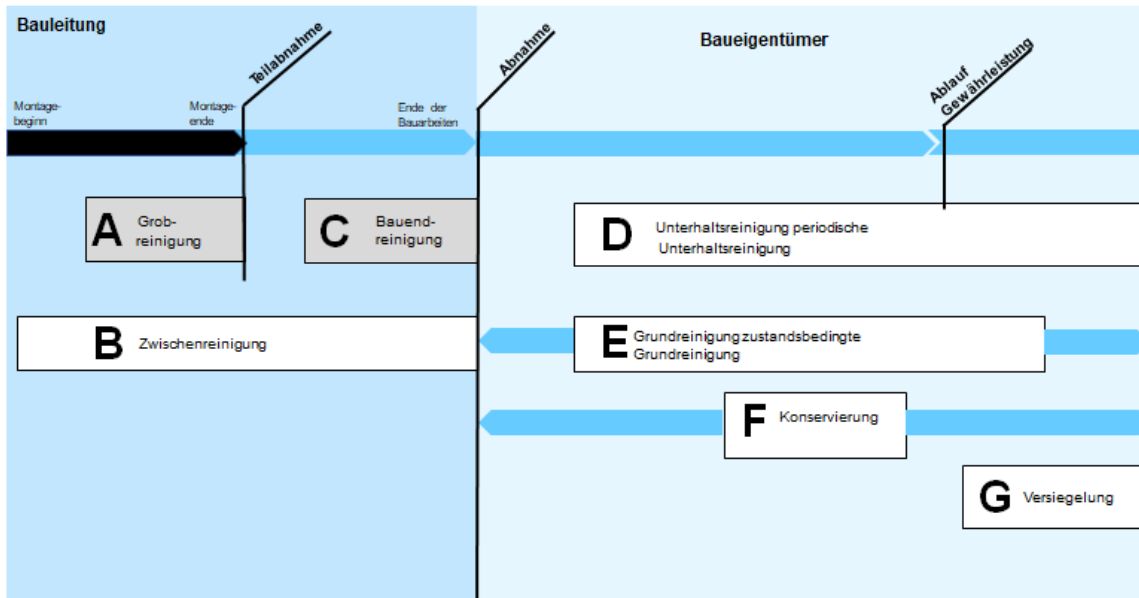 Bauleitung
Baueigentümer
Teilabnahme
Abnahme
Ablauf
Gewährleistung
Montage-
beginn
Montage-
ende
Ende der
Bauarbeiten
A
Grob-
reinigung
C
Bauend-
reinigung
D
Unterhaltsreinigung periodische
Unterhaltsreinigung
B
Zwischenreinigung
E
Grundreinigung zustandsbedingte
Grundreinigung
F
Konservierung
G
Versiegelung